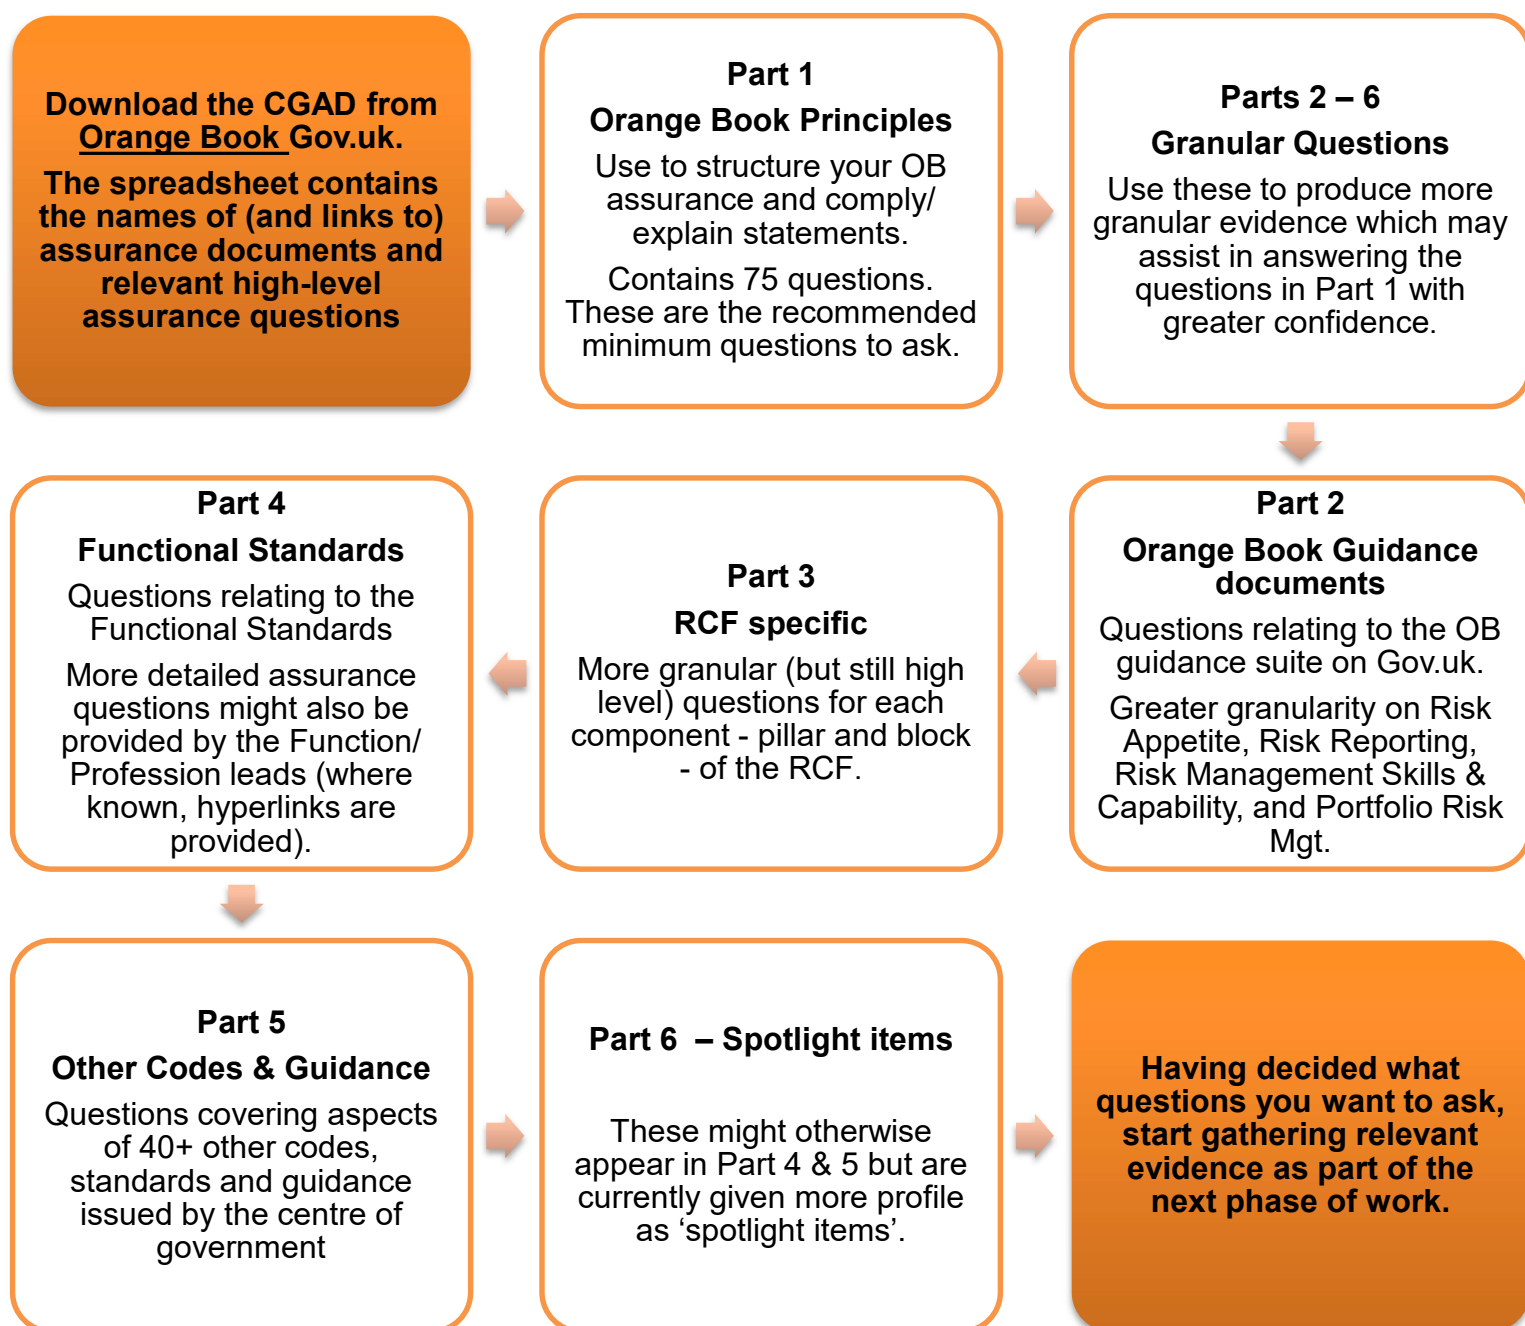 Download the CGAD from
Orange Book Gov.uk.
The spreadsheet contains
the names of (and links to)
assurance documents and
relevant high-level
assurance questions
Part 1
Orange Book Principles
Use to structure your OB
assurance and comply/
explain statements.
Contains 75 questions.
These are the recommended
minimum questions to ask.
Parts 2 – 6
Granular Questions
Use these to produce more
granular evidence which may
assist in answering the
questions in Part 1 with
greater confidence.
Part 2
Orange Book Guidance
documents
Questions relating to the OB
guidance suite on Gov.uk.
Greater granularity on Risk
Appetite, Risk Reporting,
Risk Management Skills &
Capability, and Portfolio Risk
Mgt.
Part 3
RCF specific
More granular (but still high
level) questions for each
component - pillar and block
- of the RCF.
Part 4
Functional Standards
Questions relating to the
Functional Standards
More detailed assurance
questions might also be
provided by the Function/
Profession leads (where
known, hyperlinks are
provided).
Part 5
Other Codes & Guidance
Questions covering aspects
of 40+ other codes,
standards and guidance
issued by the centre of
government
Part 6 – Spotlight items
These might otherwise
appear in Part 4 & 5 but are
currently given more profile
as ‘spotlight items’.
Having decided what
questions you want to ask,
start gathering relevant
evidence as part of the
next phase of work.